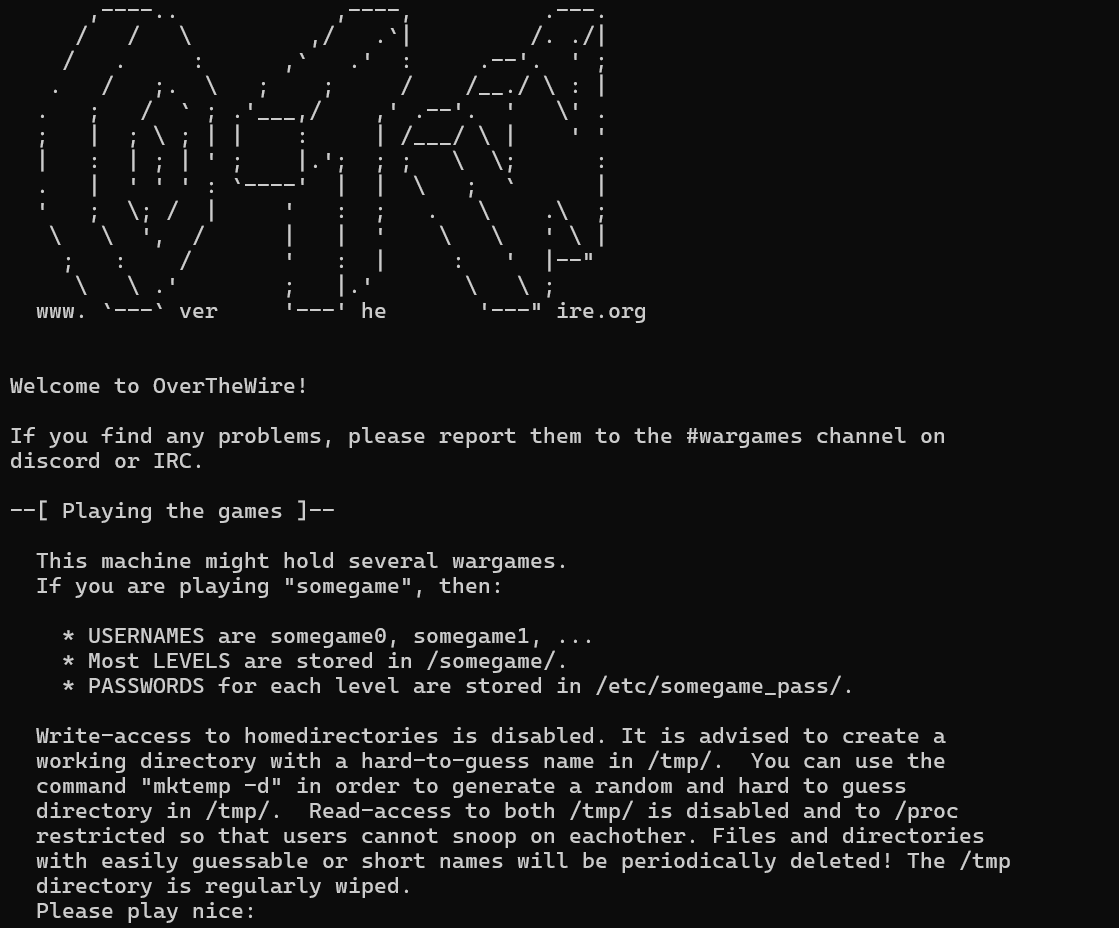 www. ver he ire.org
Welcome to OverTheWire!
If you find any problems, please report them to the #wargames channel on
discord or IRC.
--[ Playing the games ]--
This machine might hold several wargames.
If you are playing "somegame", then:
* USERNAMES are somegame0, somegame1, ...
* Most LEVELS are stored in /somegame/.
* PASSWORDS for each level are stored in /etc/somegame_pass/.
Write-access to homedirectories is disabled. It is advised to create a
working directory with a hard-to-guess name in /tmp/.  You can use the
command "mktemp -d" in order to generate a random and hard to guess
directory in /tmp/.  Read-access to both /tmp/ is disabled and to /proc
restricted so that users cannot snoop on eachother. Files and directories
with easily guessable or short names will be periodically deleted! The /tmp
directory is regularly wiped.
Please play nice: